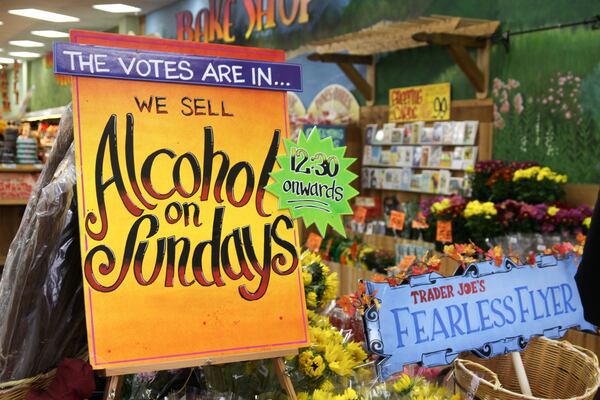 BAKE SHOP
THE VOTES ARE IN...
WE SELL
Alcohol
on
Sundays
12:30
onwards
TRADER JOE'S
FEARLESS FLYER